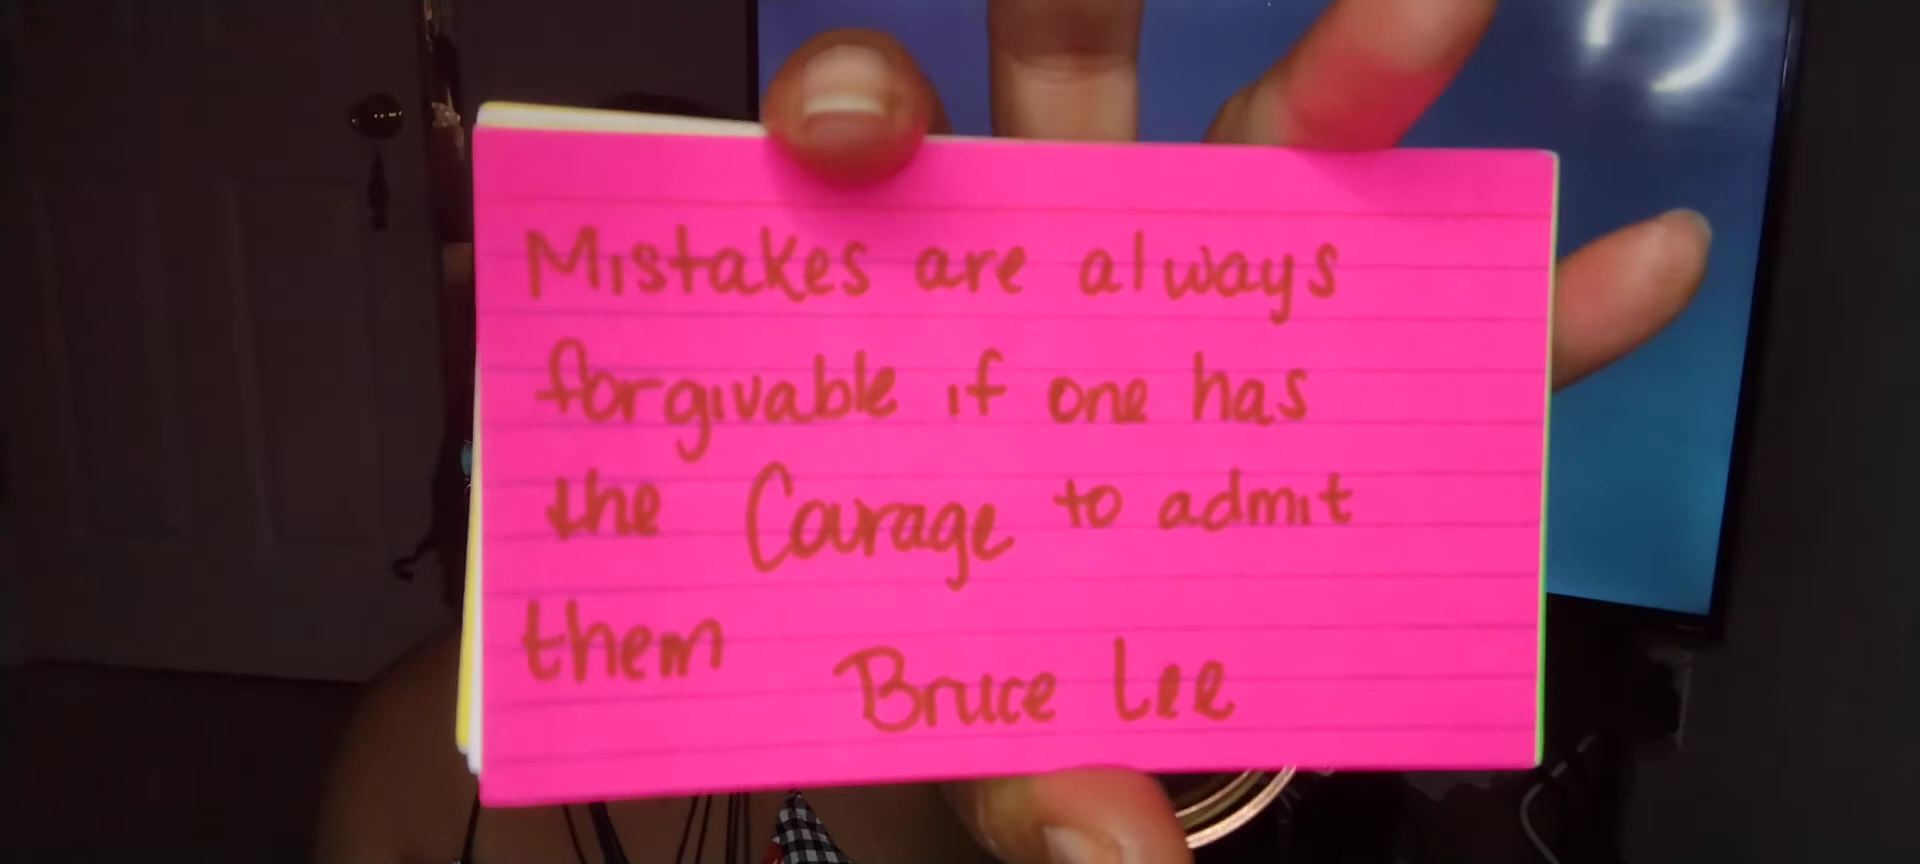 Mistakes are always
forgivable if one has
the Courage to admit
them
Bruce Lee